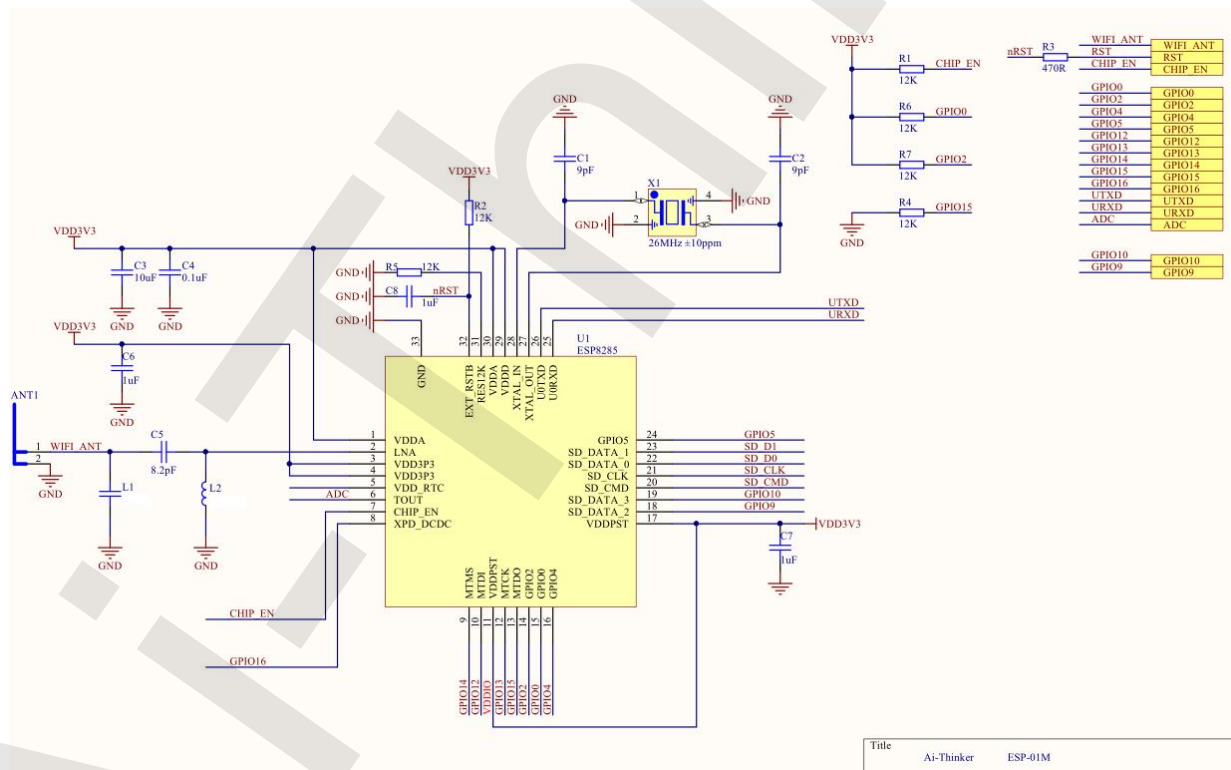 VDD3V3
R1
12K
CHIP_EN
R6
12K
GPIO0
R7
12K
GPIO2
R4
12K
GPIO15
GND
nRST
R3
470R
WIFI_ANT
RST
CHIP_EN
WIFI_ANT
RST
CHIP_EN
GPIO0
GPIO2
GPIO4
GPIO5
GPIO12
GPIO13
GPIO14
GPIO15
GPIO16
UTXD
URXD
ADC
GPIO0
GPIO2
GPIO4
GPIO5
GPIO12
GPIO13
GPIO14
GPIO15
GPIO16
UTXD
URXD
ADC
GPIO10
GPIO9
GPIO10
GPIO9
GND
C1
9pF
GND
C2
9pF
VDD3V3
R2
12K
X1
1
2
4
3
GND
GND
26MHz ±10ppm
VDD3V3
C3
10uF
C4
0.1uF
GND
GND
GND
R5
12K
GND
C8
1uF
nRST
GND
UTXD
URXD
VDD3V3
C6
1uF
GND
U1
ESP8285
33
32
31
30
29
28
27
26
25
GND
EXT_RSTB
RES12K
VDDA
VDDD
XTAL_IN
XTAL_OUT
U0TXD
U0RXD
ANT1
1
2
WIFI_ANT
GND
C5
8.2pF
L1
GND
L2
GND
ADC
1
2
3
4
5
6
7
8
VDDA
LNA
VDD3P3
VDD3P3
VDD_RTC
TOUT
CHIP_EN
XPD_DCDC
GPIO5
SD_DATA_1
SD_DATA_0
SD_CLK
SD_CMD
SD_DATA_3
SD_DATA_2
VDDPST
24
23
22
21
20
19
18
17
GPIO5
SD_D1
SD_D0
SD_CLK
SD_CMD
GPIO10
GPIO9
VDD3V3
C7
1uF
CHIP_EN
GPIO16
MTMS
MTDI
VDDPST
MTCK
MTDO
GPIO2
GPIO0
GPIO4
9
10
11
12
13
14
15
16
GPIO14
GPIO12
VDDIO
GPIO13
GPIO15
GPIO2
GPIO0
GPIO4
Title
Ai-Thinker ESP-01M